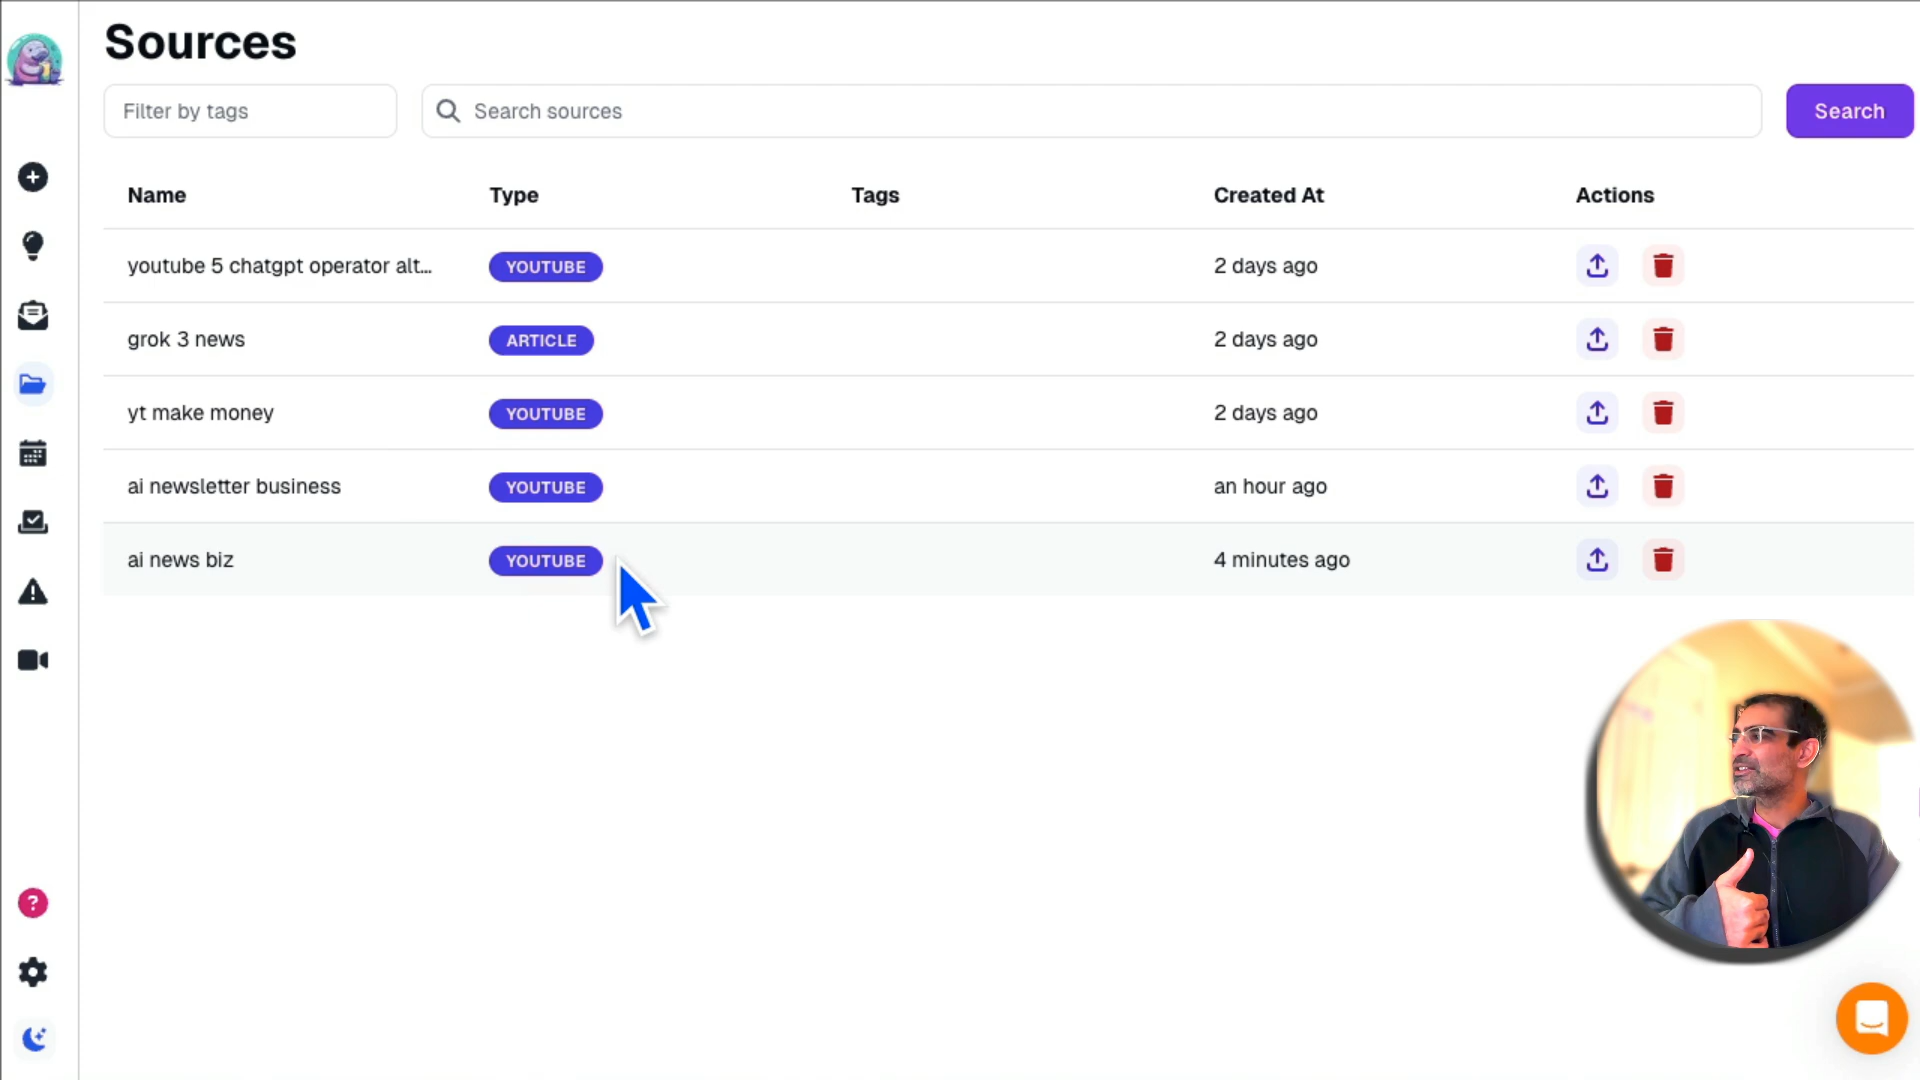 Sources
Filter by tags
Search sources
Search
Name Type Tags Created At Actions
youtube 5 chatgpt operator alt... YOUTUBE 2 days ago
grok 3 news ARTICLE 2 days ago
yt make money YOUTUBE 2 days ago
ai newsletter business YOUTUBE an hour ago
ai news biz YOUTUBE 4 minutes ago
?